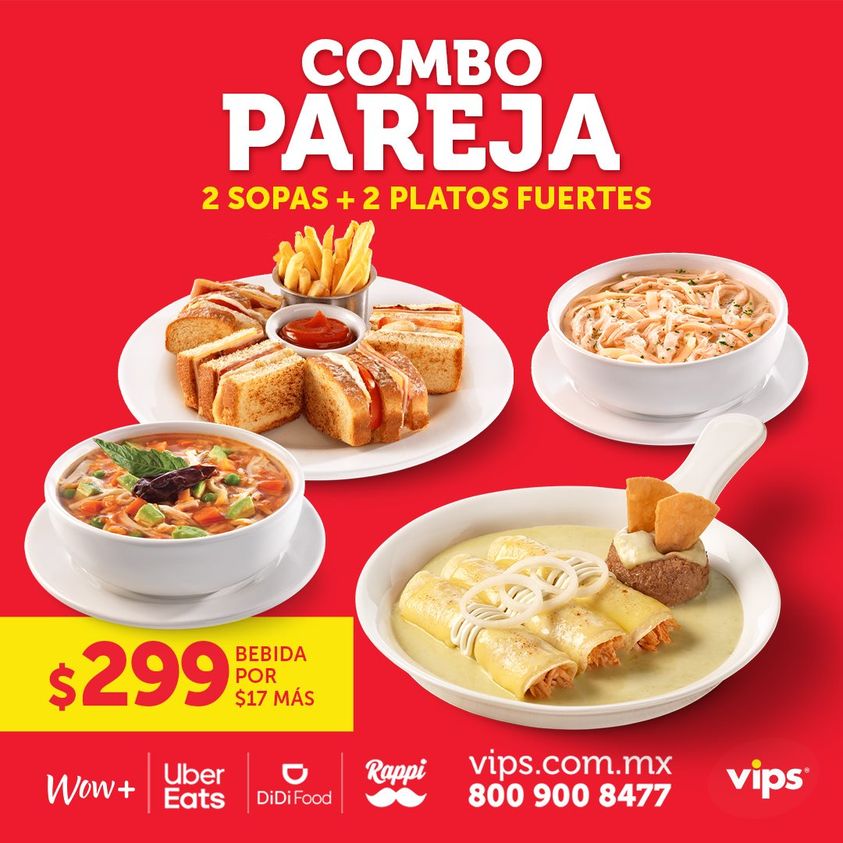 COMBO
PAREJA
2 SOPAS + 2 PLATOS FUERTES
$299
BEBIDA
POR
$17 MÁS
Wow+
Uber
Eats
DiDi Food
Rappi
vips.com.mx
800 900 8477
vips®